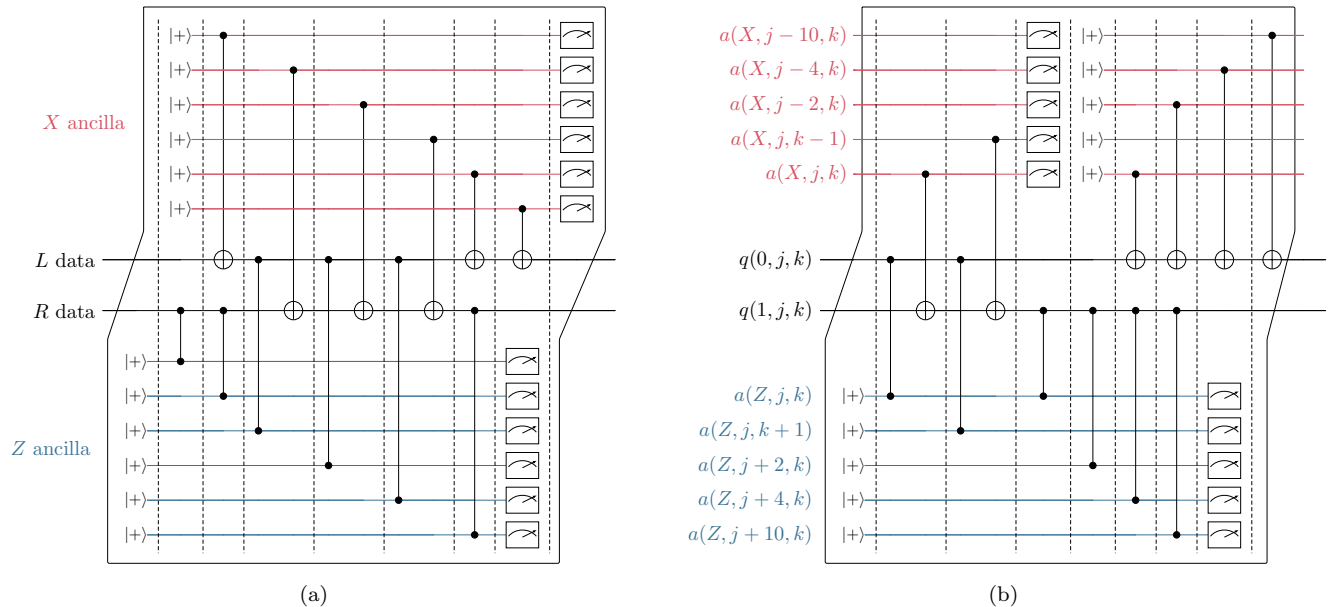 |+⟩
|+⟩
|+⟩
X ancilla
|+⟩
|+⟩
|+⟩
L data
R data
|+⟩
|+⟩
|+⟩
Z ancilla
|+⟩
|+⟩
|+⟩
(a)
a(X, j − 10, k)
|+⟩
a(X, j − 4, k)
|+⟩
a(X, j − 2, k)
|+⟩
a(X, j, k − 1)
|+⟩
a(X, j, k)
|+⟩
q(0, j, k)
q(1, j, k)
a(Z, j, k)
|+⟩
a(Z, j, k + 1)
|+⟩
a(Z, j + 2, k)
|+⟩
a(Z, j + 4, k)
|+⟩
a(Z, j + 10, k)
|+⟩
(b)